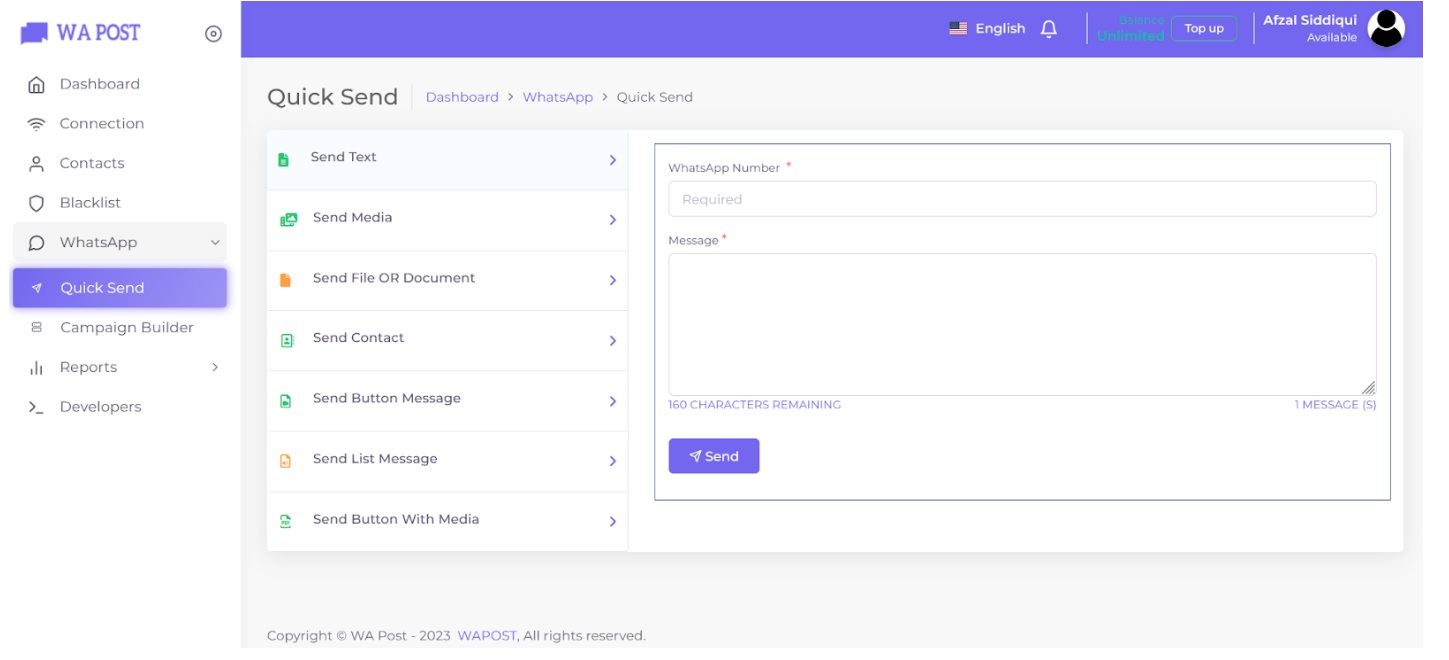 WA POST
Dashboard
Connection
Contacts
Blacklist
WhatsApp
Quick Send
Campaign Builder
Reports
Developers
English
Balance
Unlimited
Top up
Afzal Siddiqui
Available
Quick Send
Dashboard > WhatsApp > Quick Send
Send Text
Send Media
Send File OR Document
Send Contact
Send Button Message
Send List Message
Send Button With Media
WhatsApp Number *
Required
Message *
160 CHARACTERS REMAINING
1 MESSAGE (S)
Send
Copyright © WA Post - 2023 WAPOST, All rights reserved.